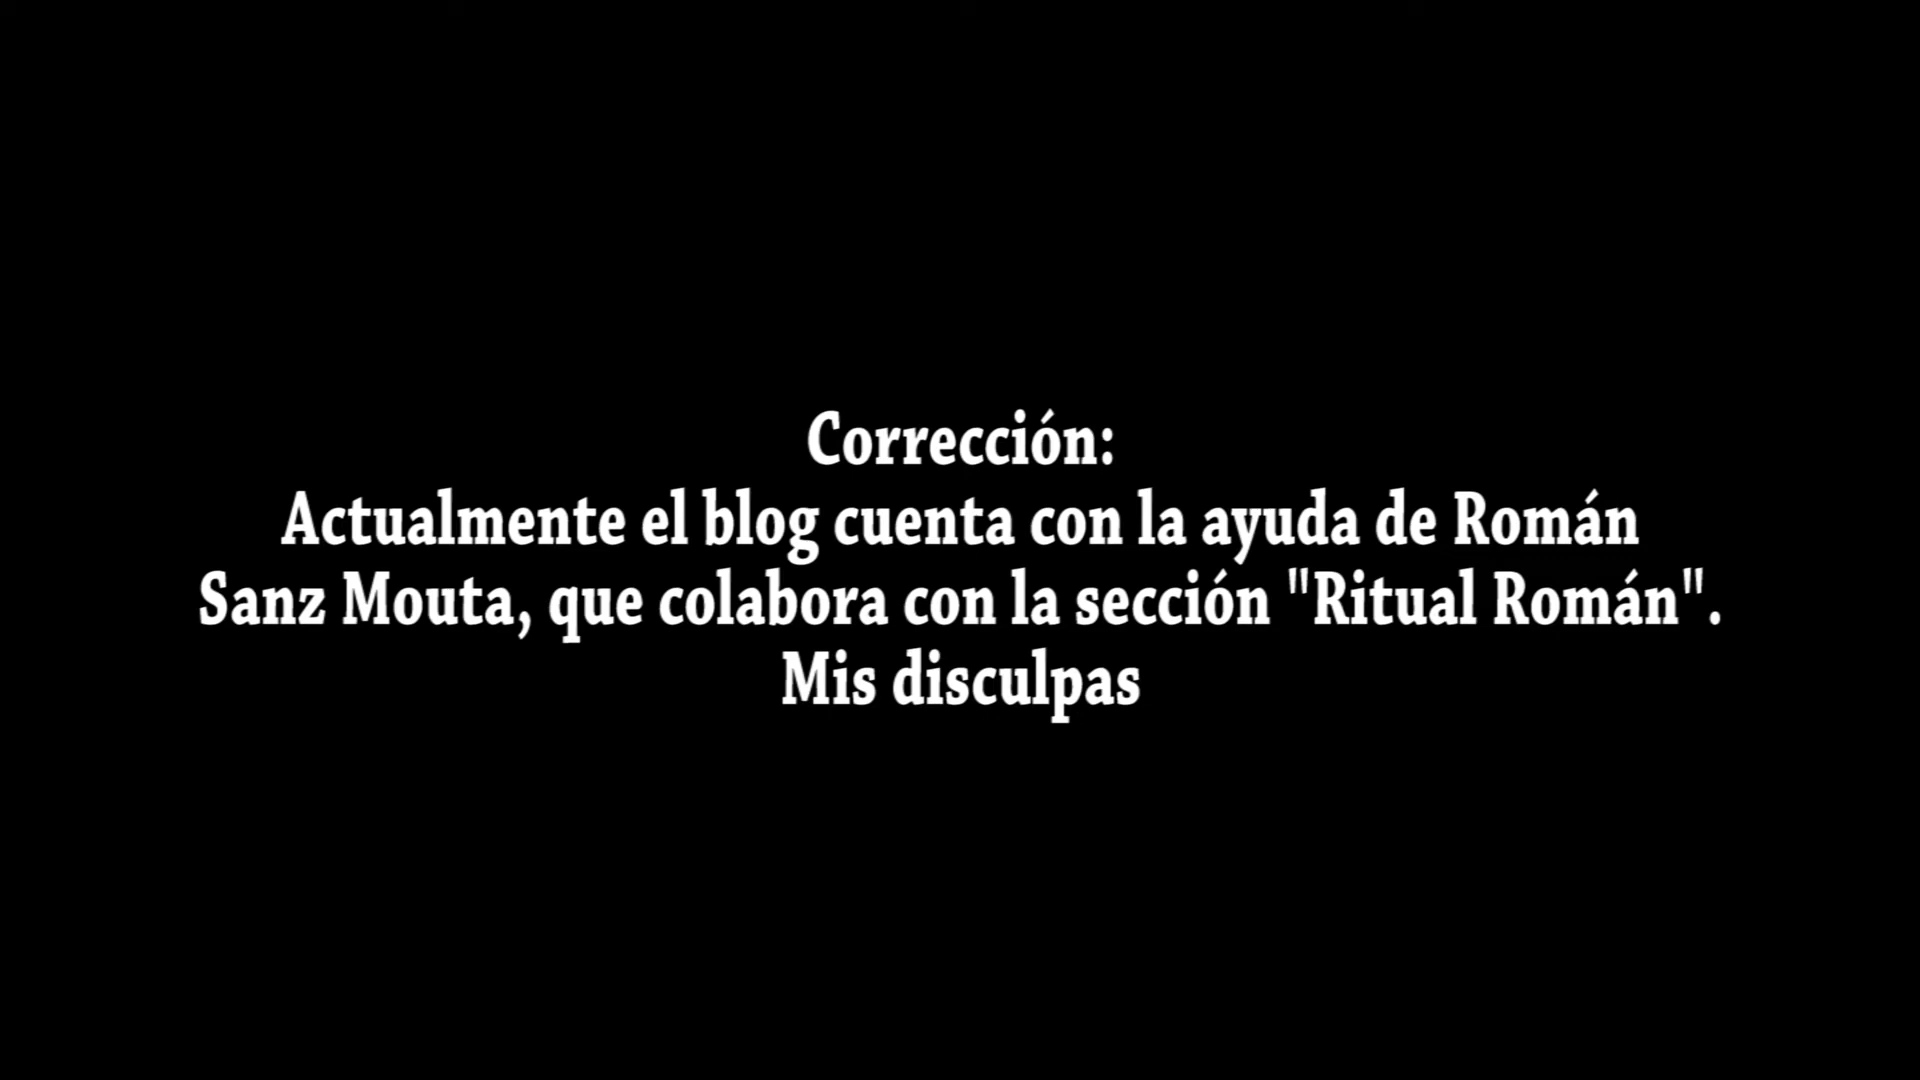 Corrección:
Actualmente el blog cuenta con la ayuda de Román
Sanz Mouta, que colabora con la sección "Ritual Román".
Mis disculpas